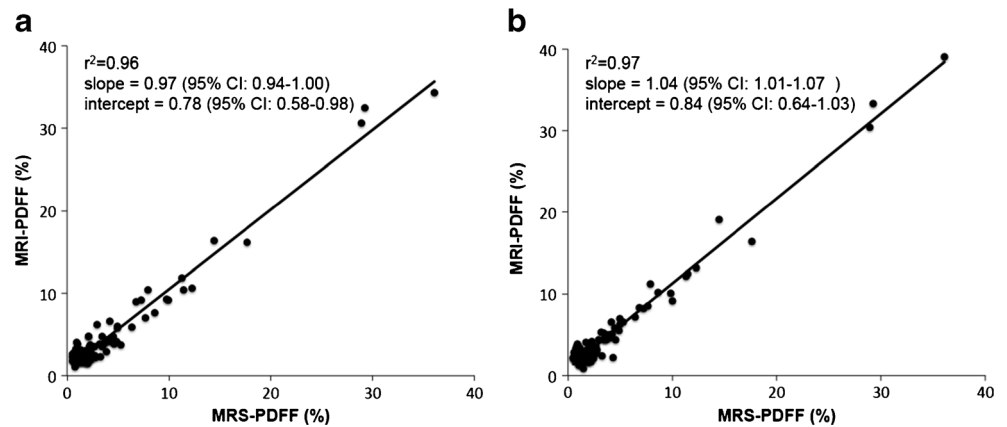 a
r²=0.96
slope = 0.97 (95% CI: 0.94-1.00)
intercept = 0.78 (95% CI: 0.58-0.98)
MRI-PDFF (%)
40
30
20
10
0
0 10 20 30 40
MRS-PDFF (%)
b
r²=0.97
slope = 1.04 (95% CI: 1.01-1.07 )
intercept = 0.84 (95% CI: 0.64-1.03)
MRI-PDFF (%)
40
30
20
10
0
0 10 20 30 40
MRS-PDFF (%)